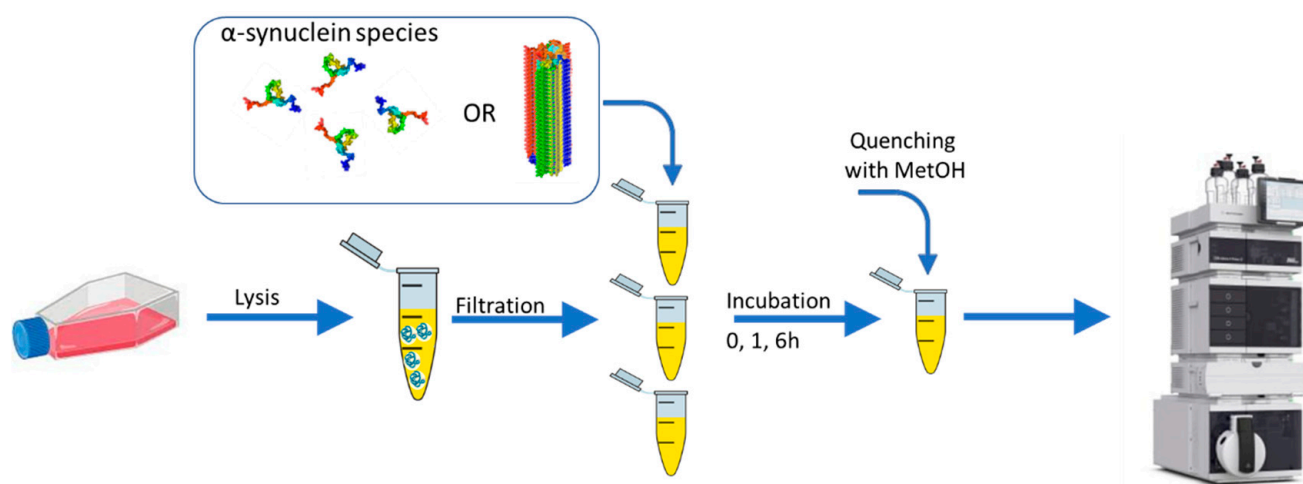 α-synuclein species
OR
Quenching
with MetOH
Lysis
Filtration
Incubation
0, 1, 6h